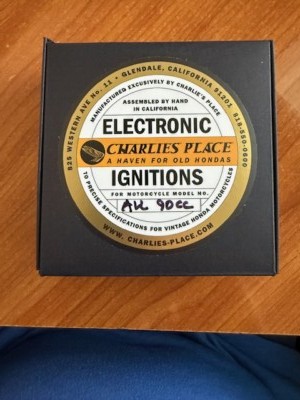 825 WESTERN AVE No. 11 • GLENDALE, CALIFORNIA 91201 818-550-0600
MANUFACTURED EXCLUSIVELY BY CHARLIE'S PLACE
ASSEMBLED BY HAND
IN CALIFORNIA
ELECTRONIC
CHARLIES PLACE
A HAVEN FOR OLD HONDAS
IGNITIONS
FOR MOTORCYCLE MODEL NO.
All 90cc
TO PRECISE SPECIFICATIONS FOR VINTAGE HONDA MOTORCYCLES
WWW. CHARLIES-PLACE.COM